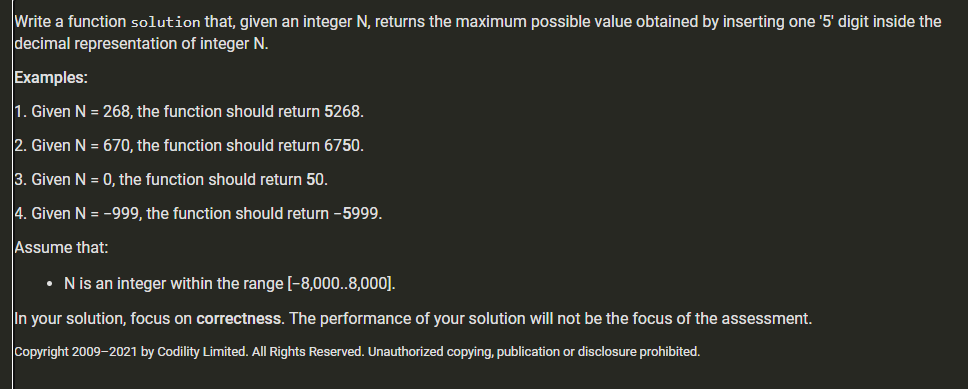 Write a function solution that, given an integer N, returns the maximum possible value obtained by inserting one '5' digit inside the
decimal representation of integer N.
Examples:
1. Given N = 268, the function should return 5268.
2. Given N = 670, the function should return 6750.
3. Given N = 0, the function should return 50.
4. Given N = −999, the function should return −5999.
Assume that:
• N is an integer within the range [−8,000..8,000].
In your solution, focus on correctness. The performance of your solution will not be the focus of the assessment.
Copyright 2009–2021 by Codility Limited. All Rights Reserved. Unauthorized copying, publication or disclosure prohibited.